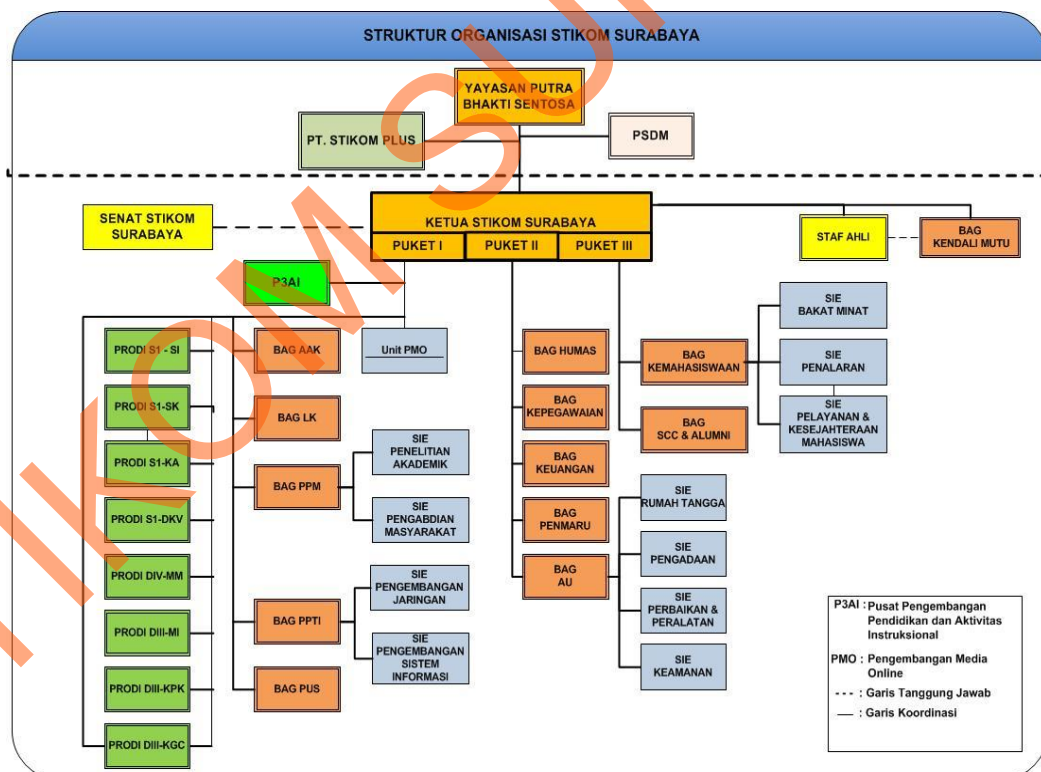 STRUKTUR ORGANISASI STIKOM SURABAYA
YAYASAN PUTRA
BHAKTI SENTOSA
PT. STIKOM PLUS
PSDM
SENAT STIKOM
SURABAYA
KETUA STIKOM SURABAYA
PUKET I
PUKET II
PUKET III
STAF AHLI
BAG
KENDALI MUTU
P3AI
Unit PMO
PRODI S1 - SI
PRODI S1-SK
PRODI S1-KA
PRODI S1-DKV
PRODI DIV-MM
PRODI DIII-MI
PRODI DIII-KPK
PRODI DIII-KGC
BAG AAK
BAG LK
BAG PPM
BAG PPTI
BAG PUS
SIE
PENELITIAN
AKADEMIK
SIE
PENGABDIAN
MASYARAKAT
SIE
PENGEMBANGAN
JARINGAN
SIE
PENGEMBANGAN
SISTEM
INFORMASI
BAG HUMAS
BAG
KEPEGAWAIAN
BAG
KEUANGAN
BAG
PENMARU
BAG
AU
BAG
KEMAHASISWAAN
BAG
SCC & ALUMNI
SIE
BAKAT MINAT
SIE
PENALARAN
SIE
PELAYANAN &
KESEJAHTERAAN
MAHASISWA
SIE
RUMAH TANGGA
SIE
PENGADAAN
SIE
PERBAIKAN &
PERALATAN
SIE
KEAMANAN
P3AI : Pusat Pengembangan
Pendidikan dan Aktivitas
Instruksional
PMO : Pengembangan Media
Online
--- : Garis Tanggung Jawab
— : Garis Koordinasi